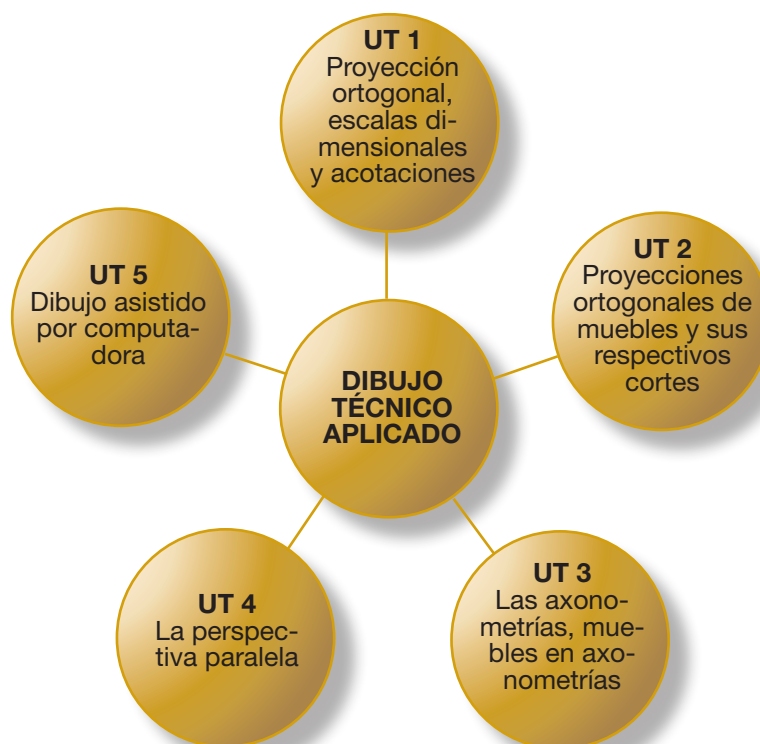 UT 1
Proyección
ortogonal,
escalas di-
mensionales
y acotaciones
UT 2
Proyecciones
ortogonales de
muebles y sus
respectivos
cortes
UT 5
Dibujo asistido
por computa-
dora
DIBUJO
TÉCNICO
APLICADO
UT 4
La perspec-
tiva paralela
UT 3
Las axono-
metrías, mue-
bles en axo-
nometrías